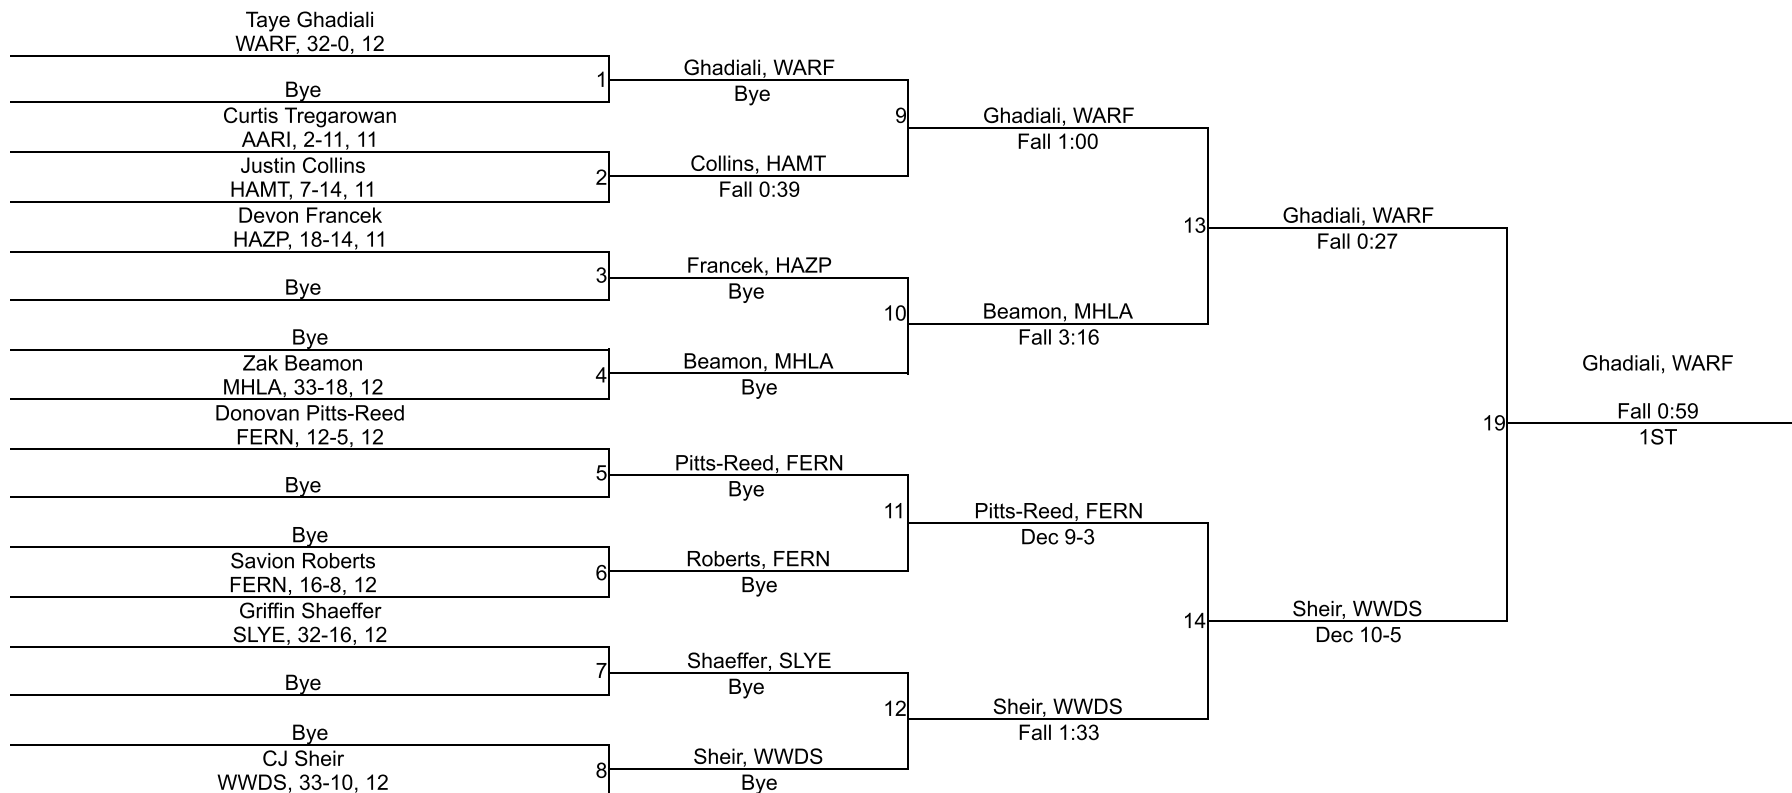 Taye Ghadiali
WARF, 32-0, 12
Bye
1
Curtis Tregarowan
AARI, 2-11, 11
Justin Collins
HAMT, 7-14, 11
2
Devon Francek
HAZP, 18-14, 11
Bye
3
Bye
Zak Beamon
MHLA, 33-18, 12
4
Donovan Pitts-Reed
FERN, 12-5, 12
Bye
5
Bye
Savion Roberts
FERN, 16-8, 12
6
Griffin Shaeffer
SLYE, 32-16, 12
Bye
7
Bye
CJ Sheir
WWDS, 33-10, 12
8
Ghadiali, WARF
Bye
9
Collins, HAMT
Fall 0:39
Francek, HAZP
Bye
10
Beamon, MHLA
Bye
Pitts-Reed, FERN
Bye
11
Roberts, FERN
Bye
Shaeffer, SLYE
Bye
12
Sheir, WWDS
Bye
Ghadiali, WARF
Fall 1:00
13
Beamon, MHLA
Fall 3:16
Pitts-Reed, FERN
Dec 9-3
14
Sheir, WWDS
Fall 1:33
Ghadiali, WARF
Fall 0:27
19
Sheir, WWDS
Dec 10-5
Ghadiali, WARF
Fall 0:59
1ST